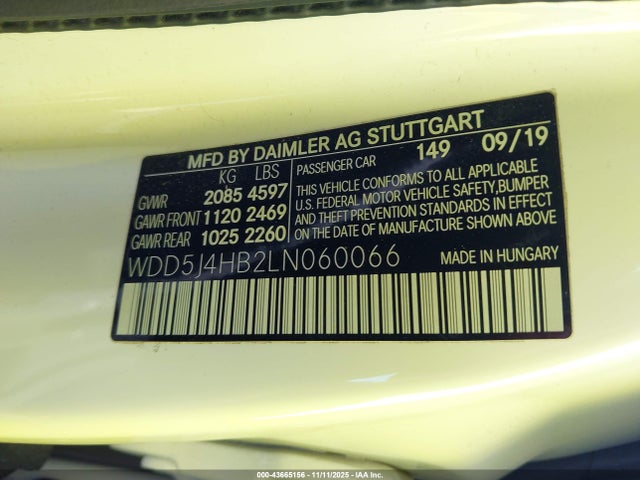 MFD BY DAIMLER AG STUTTGART
KG LBS PASSENGER CAR 149 09/19
GVWR 2085 4597
GAWR FRONT 1120 2469
GAWR REAR 1025 2260
THIS VEHICLE CONFORMS TO ALL APPLICABLE
U.S. FEDERAL MOTOR VEHICLE SAFETY,BUMPER
AND THEFT PREVENTION STANDARDS IN EFFECT
ON THE DATE OF MANUFACTURE SHOWN ABOVE
WDD5J4HB2LN060066
MADE IN HUNGARY
000-43665156 - 11/11/2025 - IAA Inc.